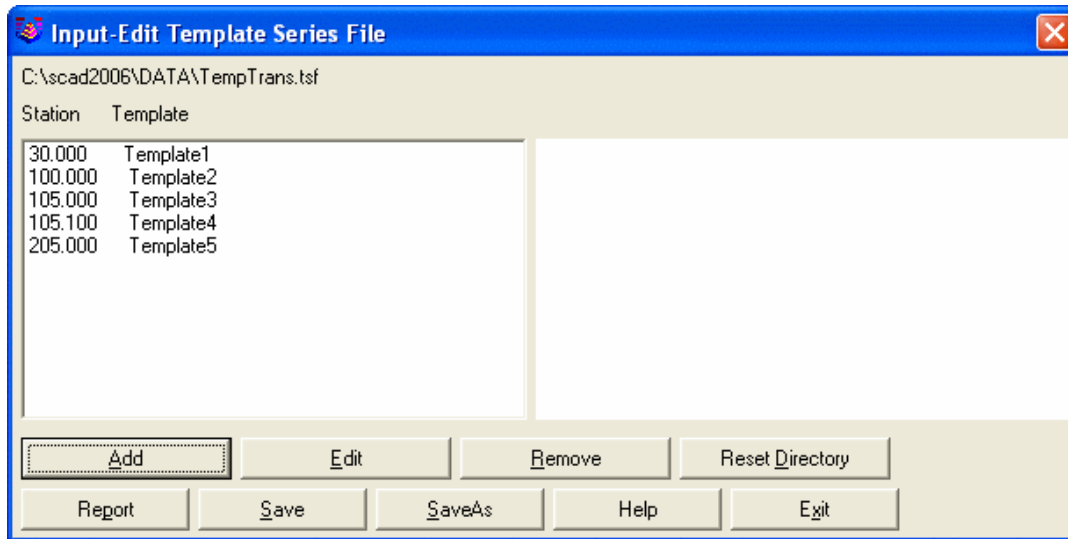 Input-Edit Template Series File
C:\scad2006\DATA\TempTrans.tsf
Station Template
30.000 Template1
100.000 Template2
105.000 Template3
105.100 Template4
205.000 Template5
Add Edit Remove Reset Directory
Report Save SaveAs Help Exit